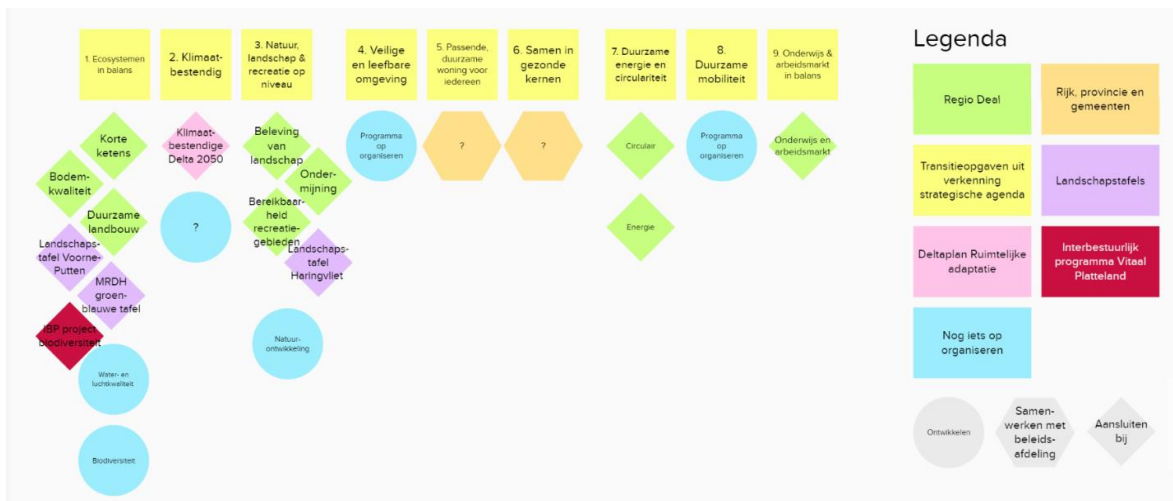 1. Ecosystemen
in balans
2. Klimaat-
bestendig
3. Natuur,
landschap &
recreatie op
niveau
4. Veilige
en leefbare
omgeving
5. Passende,
duurzame
woning voor
iedereen
6. Samen in
gezonde
kernen
7. Duurzame
energie en
circulariteit
8.
Duurzame
mobiliteit
9. Onderwijs &
arbeidsmarkt
in balans
Korte
ketens
Bodem-
kwaliteit
Duurzame
landbouw
Landschaps-
tafel Voorne-
Putten
MRDH
groen-
blauwe tafel
IBP project
biodiversiteit
Water- en
luchtkwaliteit
Biodiversiteit
Klimaat-
bestendige
Delta 2050
?
Beleving
van
landschap
Onder-
mijning
Bereikbaar-
heid
recreatie-
gebieden
Landschaps-
tafel
Haringvliet
Natuur-
ontwikkeling
Programma
op
organiseren
?
?
Circulair
Energie
Programma
op
organiseren
Onderwijs en
arbeidsmarkt
Legenda
Regio Deal
Rijk, provincie en
gemeenten
Transitieopgaven uit
verkenning
strategische agenda
Landschapstafels
Deltaplan Ruimtelijke
adaptatie
Interbestuurlijk
programma Vitaal
Platteland
Nog iets op
organiseren
Ontwikkelen
Samen-
werken met
beleids-
afdeling
Aansluiten
bij